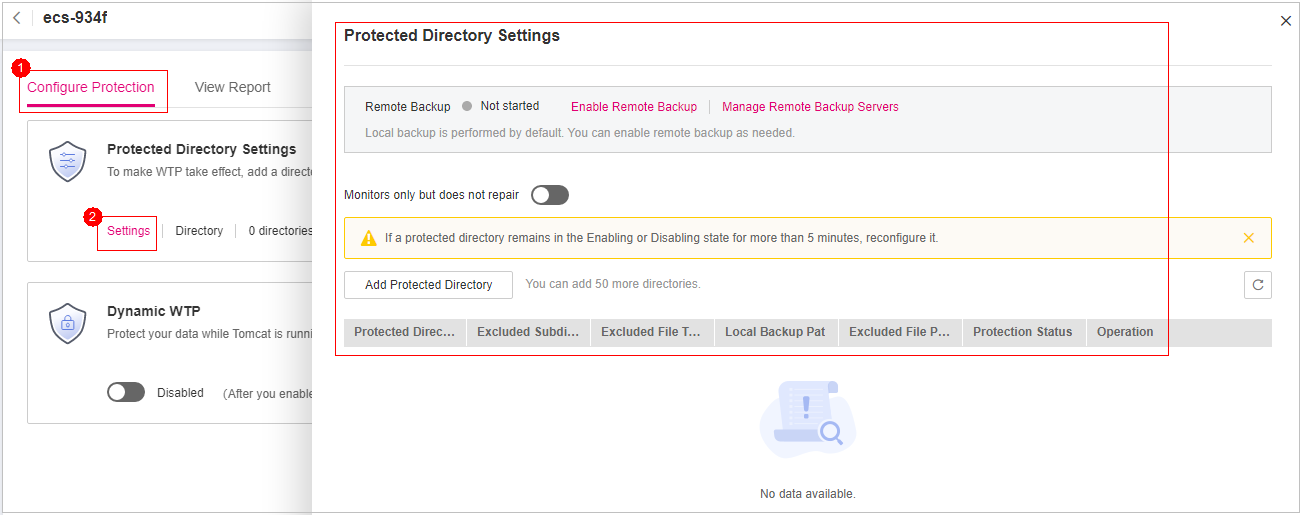 ecs-934f
1
Configure Protection
View Report
Protected Directory Settings
To make WTP take effect, add a direct
2
Settings
Directory
0 directories
Dynamic WTP
Protect your data while Tomcat is runni
Disabled
(After you enable
Protected Directory Settings
Remote Backup Not started Enable Remote Backup Manage Remote Backup Servers
Local backup is performed by default. You can enable remote backup as needed.
Monitors only but does not repair
If a protected directory remains in the Enabling or Disabling state for more than 5 minutes, reconfigure it.
Add Protected Directory You can add 50 more directories.
Protected Direc... Excluded Subdi... Excluded File T... Local Backup Pat Excluded File P... Protection Status Operation
No data available.